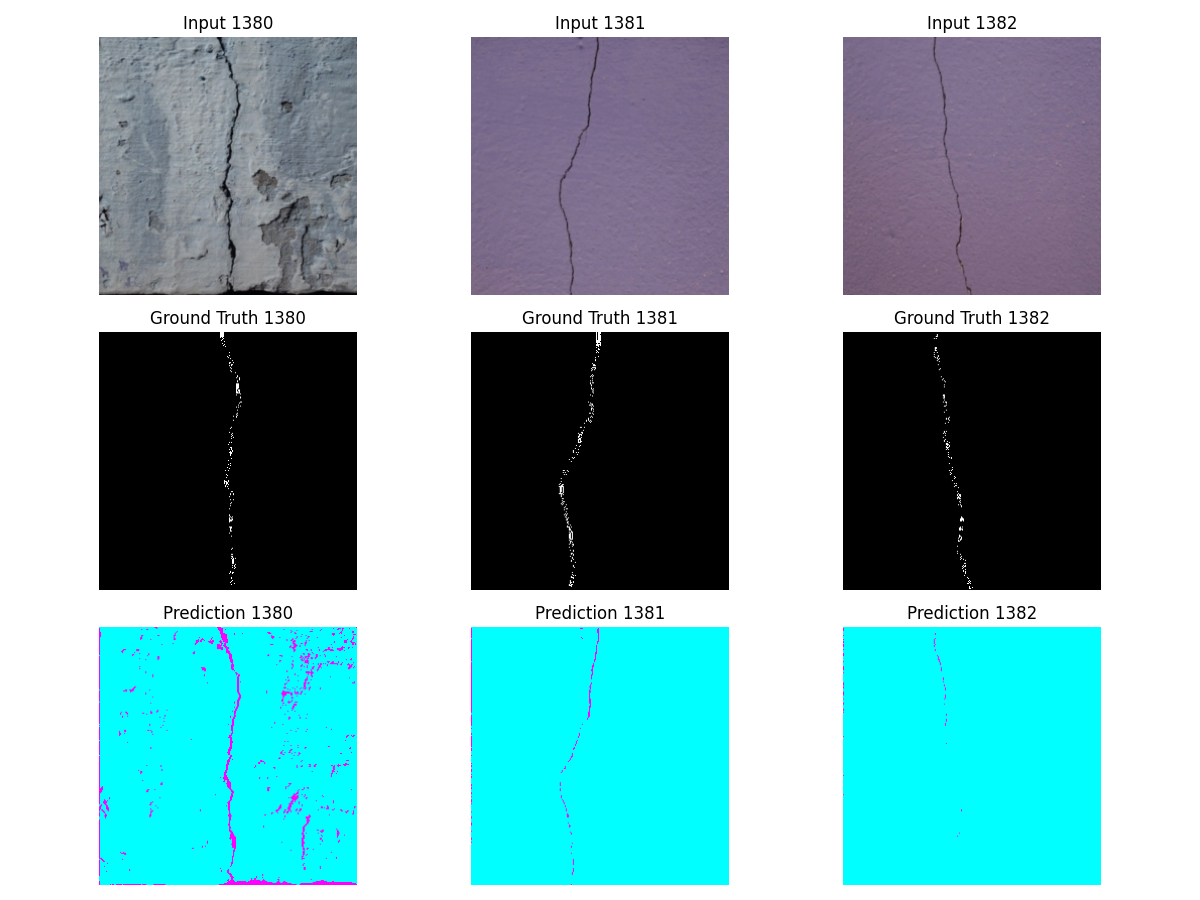 Input 1380
Input 1381
Input 1382
Ground Truth 1380
Ground Truth 1381
Ground Truth 1382
Prediction 1380
Prediction 1381
Prediction 1382